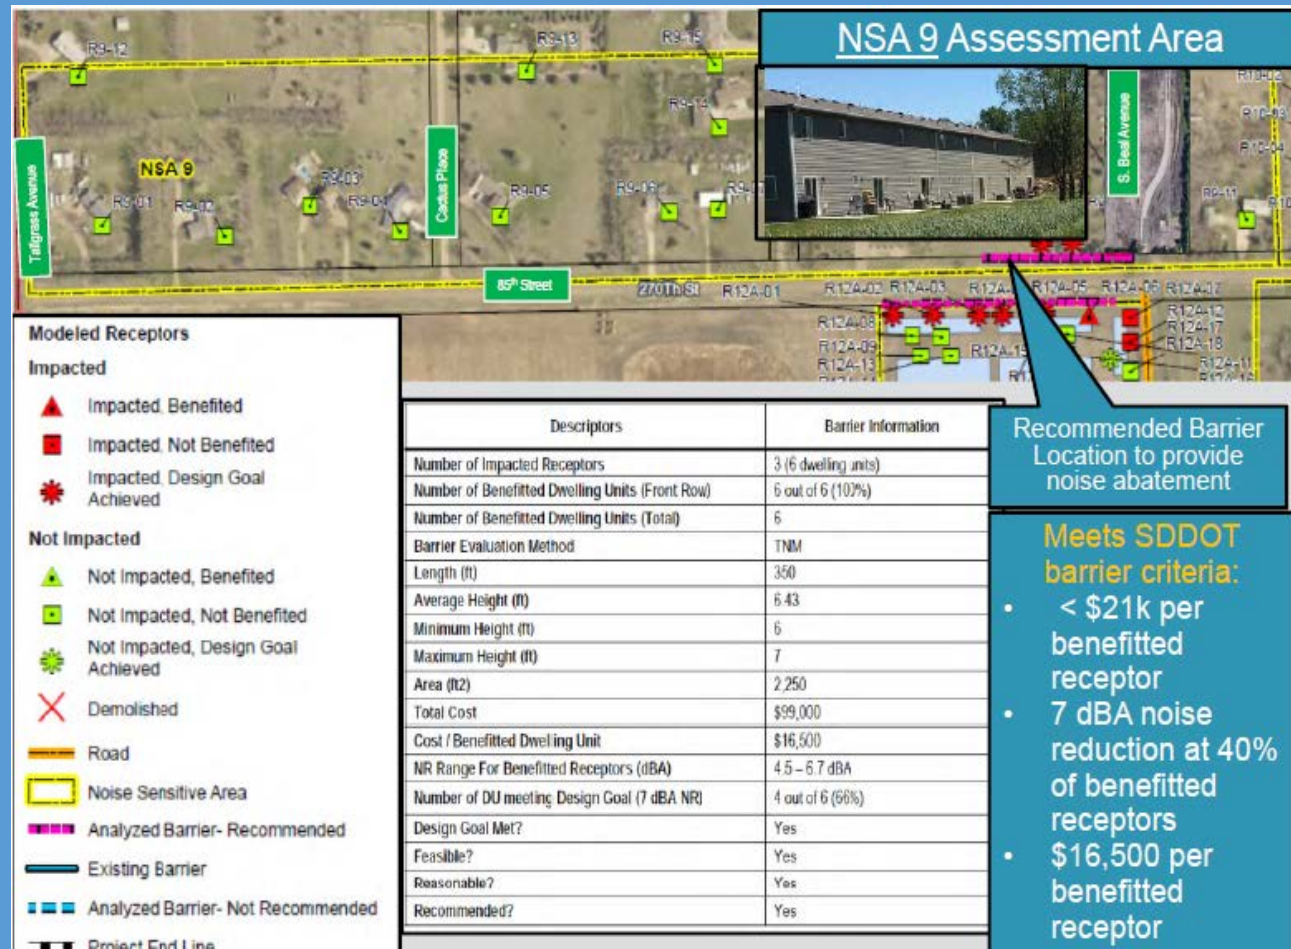 NSA 9 Assessment Area
R9-12
R9-13
R9-15
R9-14
R10-02
R10-03
R10-04
S. Beal Avenue
Tallgrass Avenue
Cactus Place
NSA 9
R9-01
R9-02
R9-03
R9-04
R9-05
R9-06
R9-11
85th Street
270Th St
R12A-01
R12A-02
R12A-03
R12A-05
R12A-06
R12A-08
R12A-12
R12A-09
R12A-17
R12A-18
R12A-13
R12A-11
Recommended Barrier
Location to provide
noise abatement
Modeled Receptors
Impacted
Impacted, Benefited
Impacted, Not Benefited
Impacted, Design Goal
Achieved
Not Impacted
Not Impacted, Benefited
Not Impacted, Not Benefited
Not Impacted, Design Goal
Achieved
Demolished
Road
Noise Sensitive Area
Analyzed Barrier- Recommended
Existing Barrier
Analyzed Barrier- Not Recommended
Project End Line
Descriptors Barrier Information
Number of Impacted Receptors 3 (6 dwelling units)
Number of Benefitted Dwelling Units (Front Row) 6 out of 6 (100%)
Number of Benefitted Dwelling Units (Total) 6
Barrier Evaluation Method TNM
Length (ft) 350
Average Height (ft) 6.43
Minimum Height (ft) 6
Maximum Height (ft) 7
Area (ft2) 2,250
Total Cost $99,000
Cost / Benefitted Dwelling Unit $16,500
NR Range For Benefitted Receptors (dBA) 4.5 – 6.7 dBA
Number of DU meeting Design Goal (7 dBA NR) 4 out of 6 (66%)
Design Goal Met? Yes
Feasible? Yes
Reasonable? Yes
Recommended? Yes
Meets SDDOT
barrier criteria:
• < $21k per
benefitted
receptor
• 7 dBA noise
reduction at 40%
of benefitted
receptors
• $16,500 per
benefitted
receptor